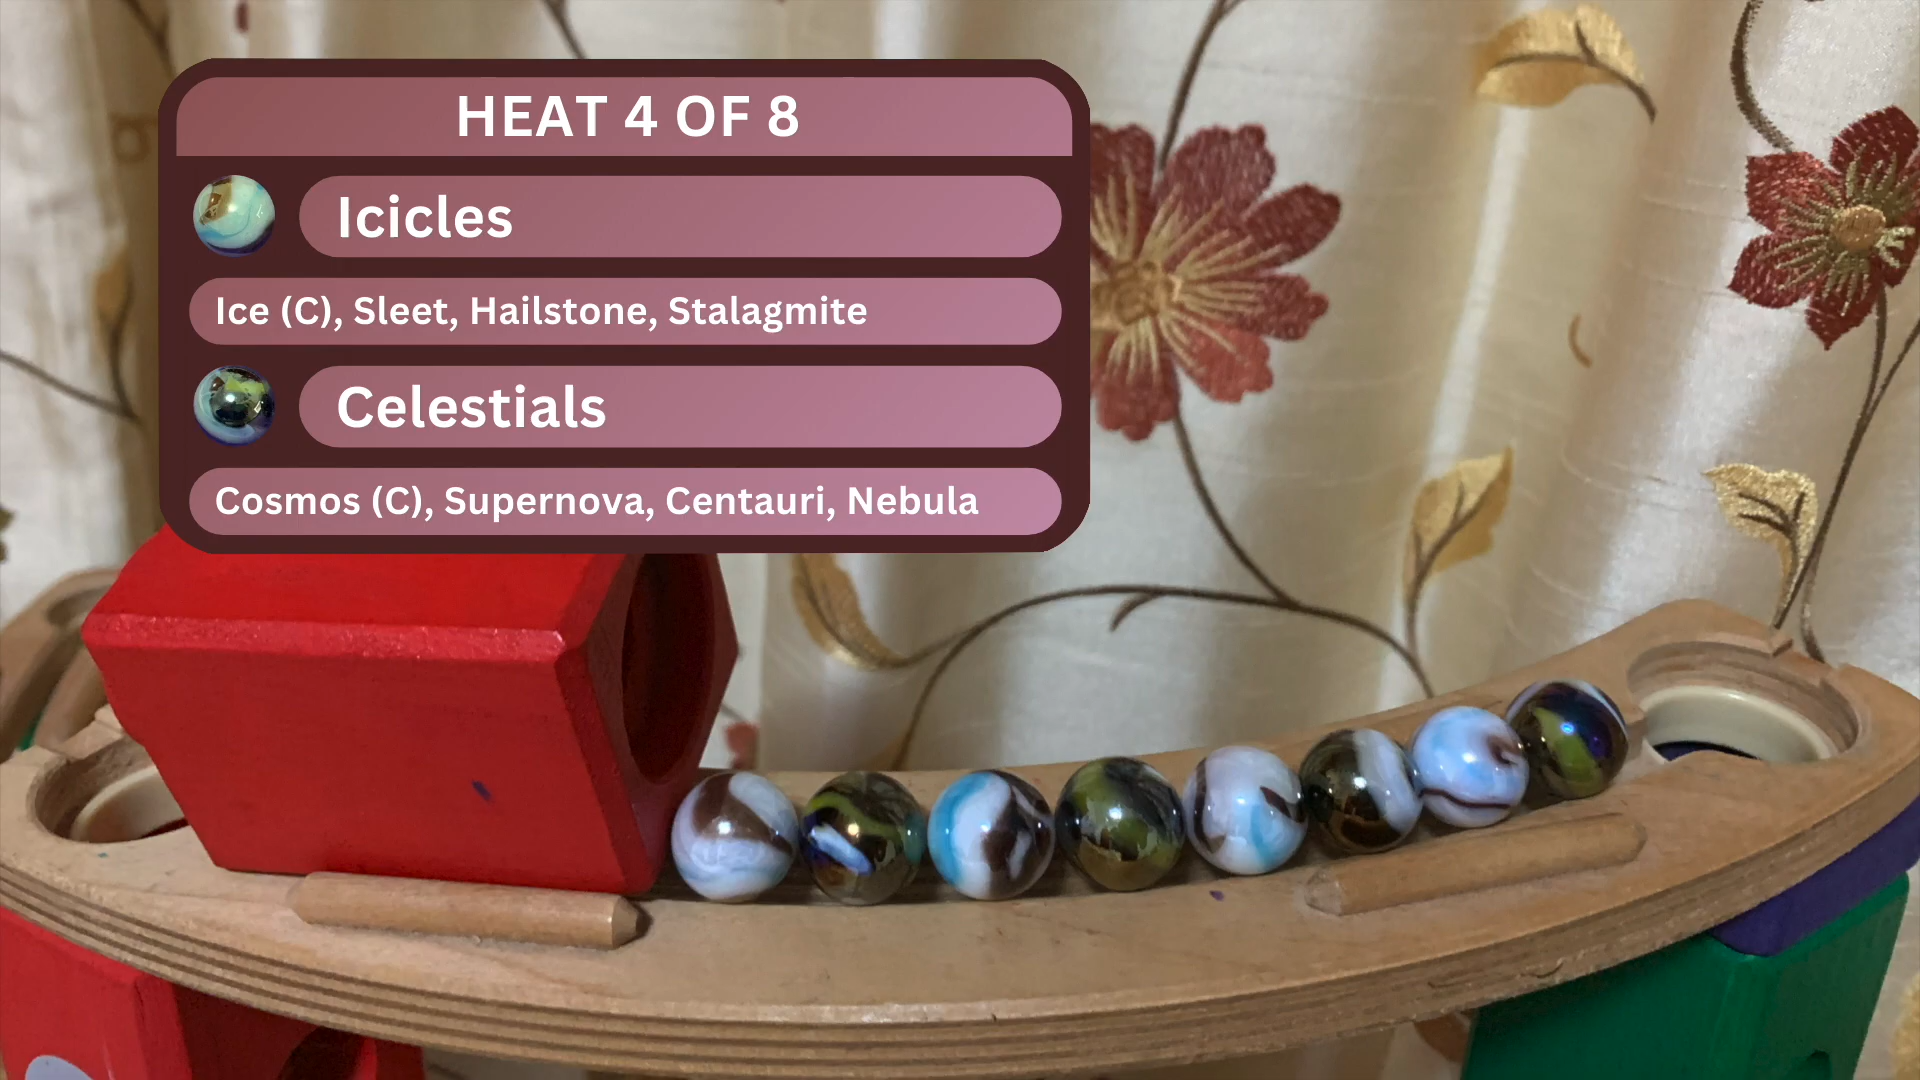 HEAT 4 OF 8
Icicles
Ice (C), Sleet, Hailstone, Stalagmite
Celestials
Cosmos (C), Supernova, Centauri, Nebula